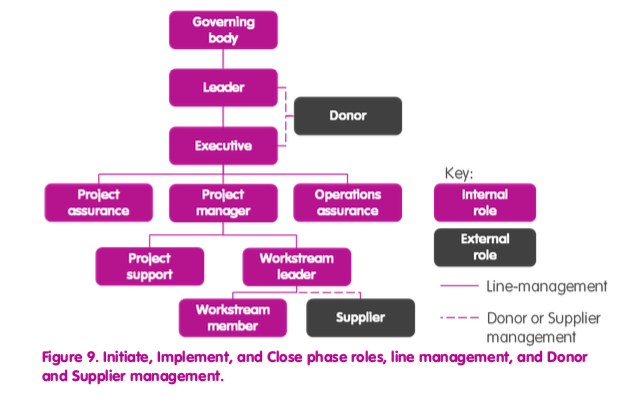 Governing
body
Leader
Donor
Executive
Key:
Project
assurance
Project
manager
Operations
assurance
Internal
role
External
role
Project
support
Workstream
leader
Line-management
Workstream
member
Supplier
Donor or Supplier
management
Figure 9. Initiate, Implement, and Close phase roles, line management, and Donor
and Supplier management.